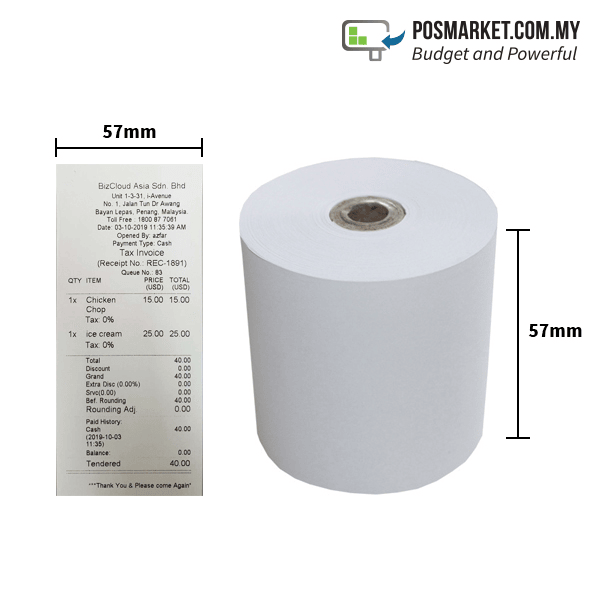 POSMARKET.COM.MY
Budget and Powerful
57mm
BizCloud Asia Sdn. Bhd
Unit 1-3-31, i-Avenue
No. 1, Jalan Tun Dr Awang
Bayan Lepas, Penang, Malaysia.
Toll Free : 1800 87 7061
Date: 03-10-2019 11:35:39 AM
Opened By: azfar
Payment Type: Cash
Tax Invoice
(Receipt No.: REC-1891)
Queue No.: 83
QTY ITEM PRICE TOTAL
(USD) (USD)
1x Chicken 15.00 15.00
Chop
Tax: 0%
1x ice cream 25.00 25.00
Tax: 0%
Total 40.00
Discount 0.00
Grand 40.00
Extra Disc (0.00%) 0.00
Srvc(0.00) 0.00
Bef. Rounding 40.00
Rounding Adj. 0.00
Paid History:
Cash 40.00
(2019-10-03
11:35)
Balance: 0.00
Tendered 40.00
***Thank You & Please come Again*
57mm